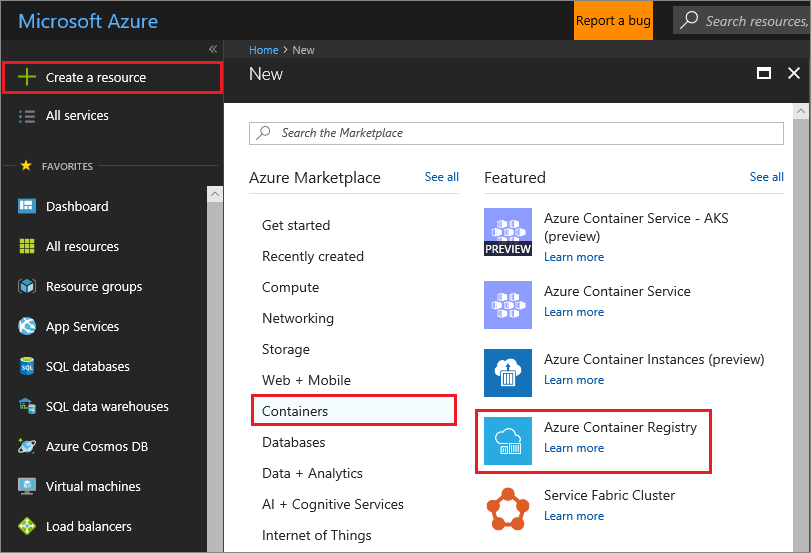 Microsoft Azure
Report a bug
Search resources,
«
Home > New
Create a resource
New
All services
Search the Marketplace
FAVORITES
Azure Marketplace
See all
Featured
See all
Dashboard
All resources
Resource groups
App Services
SQL databases
SQL data warehouses
Azure Cosmos DB
Virtual machines
Load balancers
Get started
Recently created
Compute
Networking
Storage
Web + Mobile
Containers
Databases
Data + Analytics
AI + Cognitive Services
Internet of Things
PREVIEW
Azure Container Service - AKS
(preview)
Learn more
Azure Container Service
Learn more
Azure Container Instances (preview)
Learn more
Azure Container Registry
Learn more
Service Fabric Cluster
Learn more